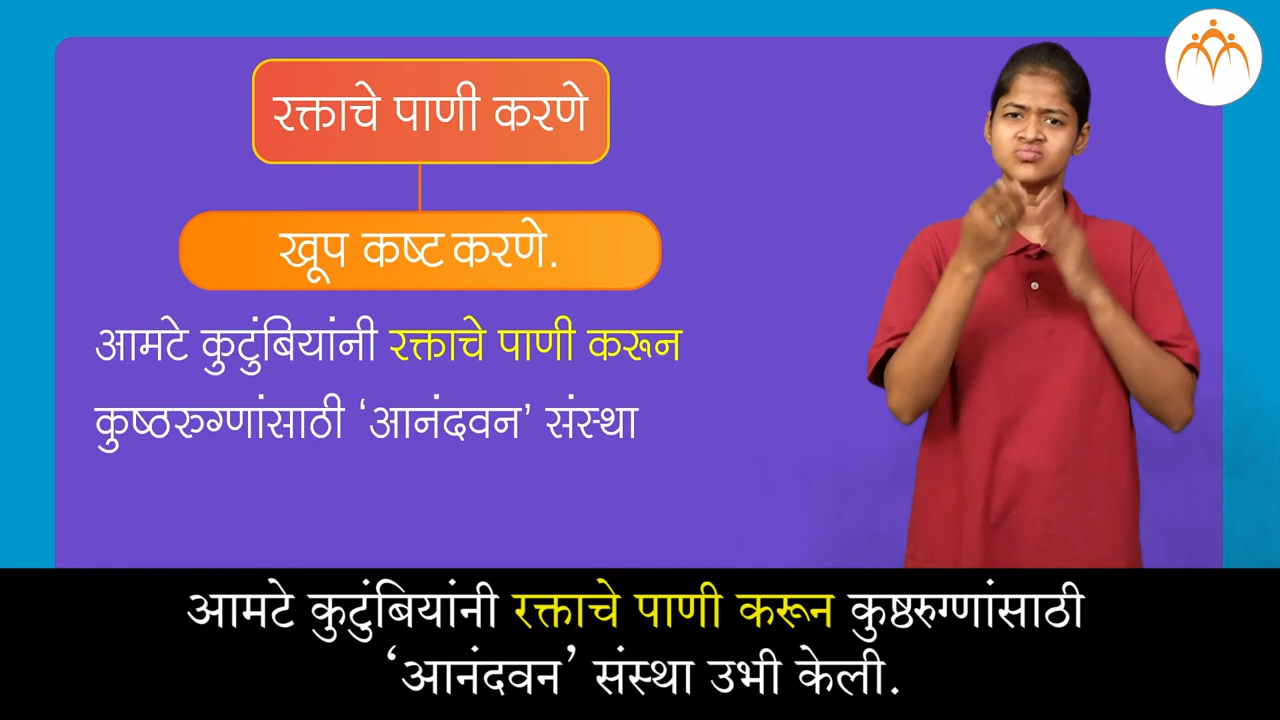 रक्ताचे पाणी करणे
खूप कष्ट करणे.
आमटे कुटुंबियांनी रक्ताचे पाणी करून
कुष्ठरुग्णांसाठी ‘आनंदवन’ संस्था
आमटे कुटुंबियांनी रक्ताचे पाणी करून कुष्ठरुग्णांसाठी
‘आनंदवन’ संस्था उभी केली.